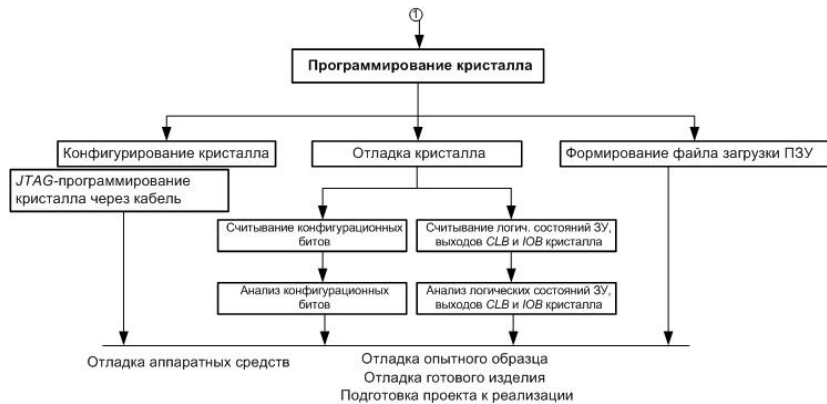 1
Программирование кристалла
Конфигурирование кристалла
Отладка кристалла
Формирование файла загрузки ПЗУ
JTAG-программирование
кристалла через кабель
Считывание конфигурационных
битов
Считывание логич. состояний ЗУ,
выходов CLB и IOB кристалла
Анализ конфигурационных
битов
Анализ логических состояний ЗУ,
выходов CLB и IOB кристалла
Отладка аппаратных средств
Отладка опытного образца
Отладка готового изделия
Подготовка проекта к реализации